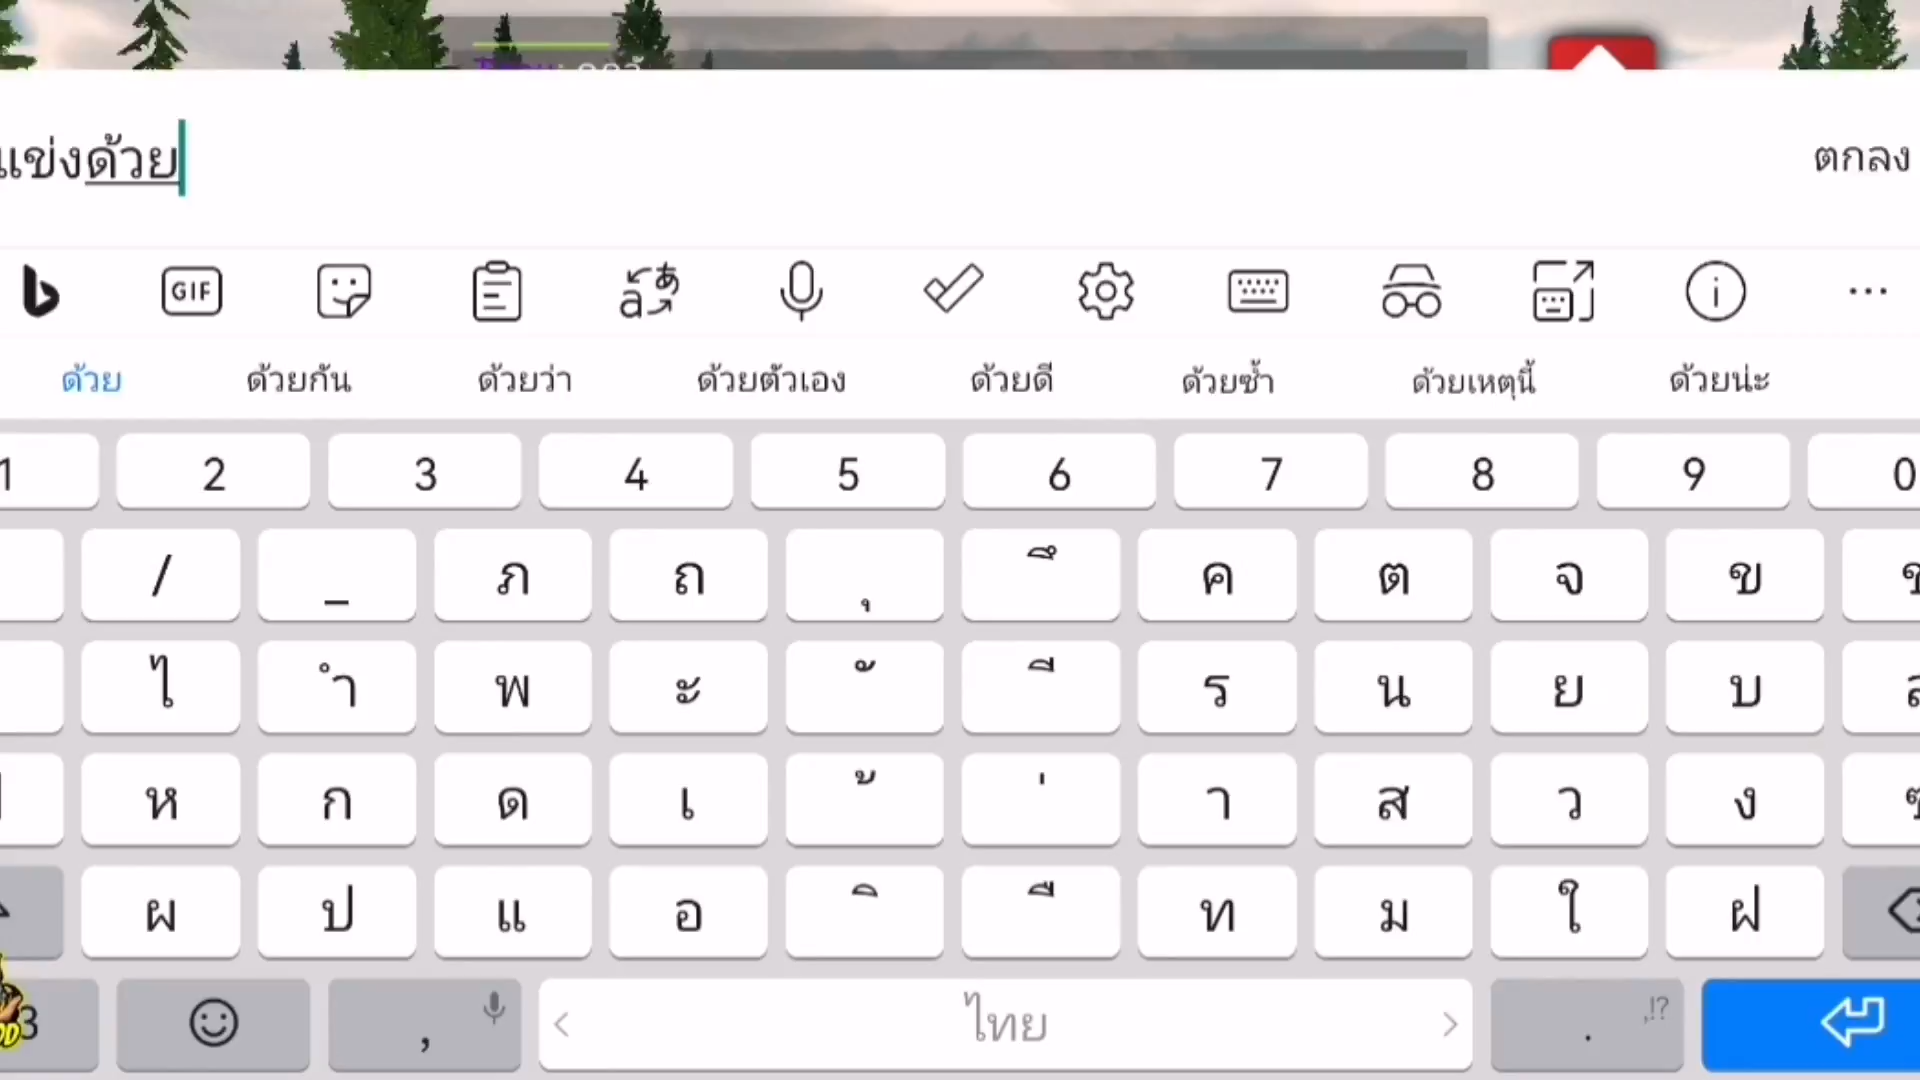 แข่งด้วย
ตกลง
GIF
ด้วย ด้วยกัน ด้วยว่า ด้วยตัวเอง ด้วยดี ด้วยซ้ำ ด้วยเหตุนี้ ด้วยน่ะ
1 2 3 4 5 6 7 8 9 0
/ _ ภ ถ ุ ึ ค ต จ ข
ไ ำ พ ะ ั ี ร น ย บ
ห ก ด เ ้ ่ า ส ว ง
ผ ป แ อ ิ ื ท ม ใ ฝ
3 , ไทย . ,!?